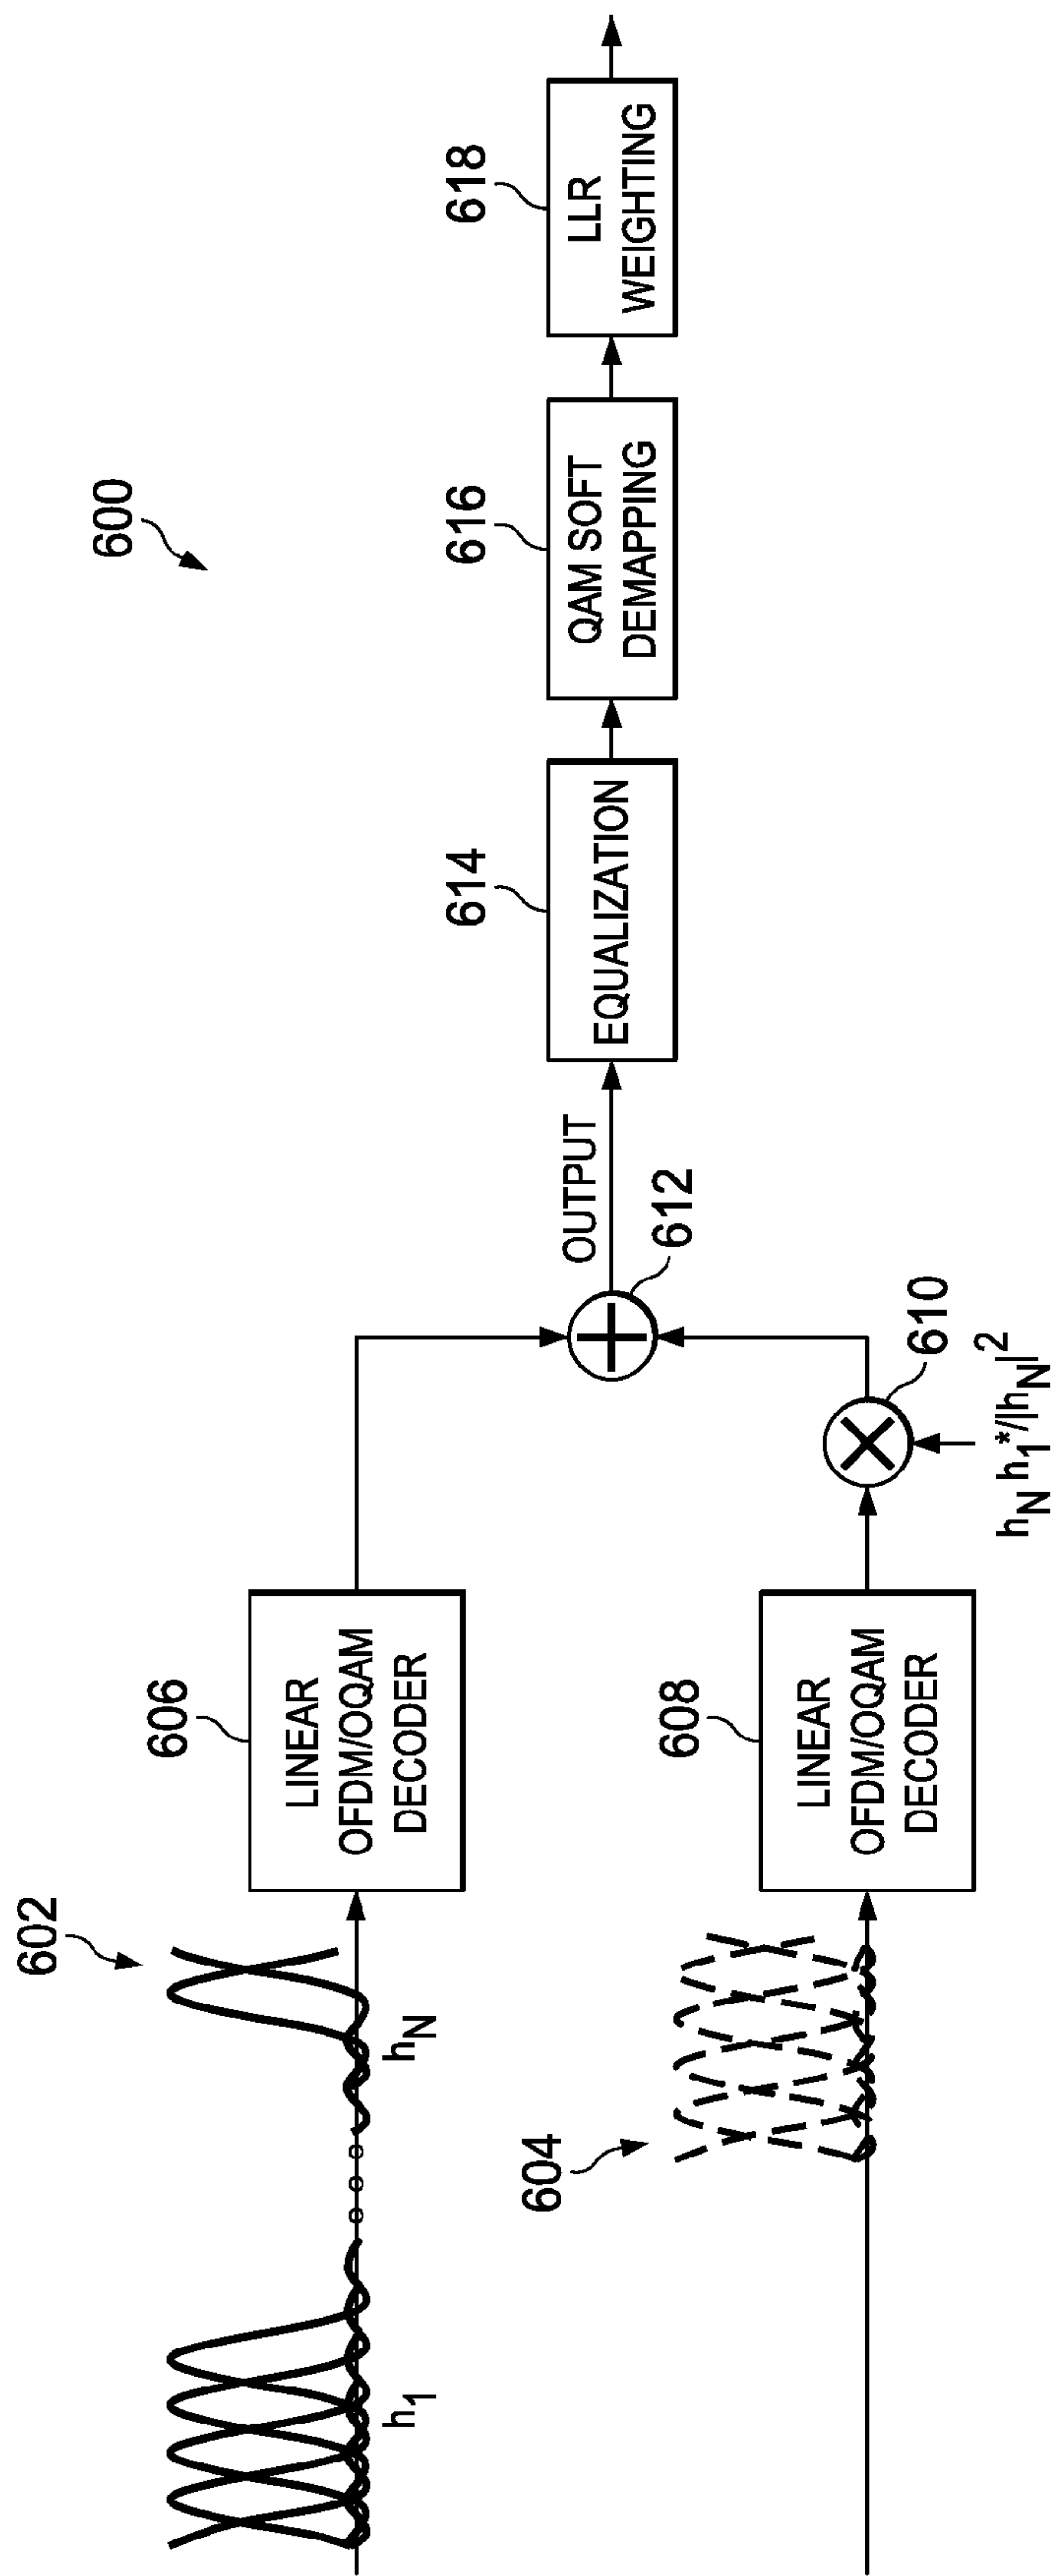 600
602
h₁
hN
606
LINEAR
OFDM/OQAM
DECODER
604
608
LINEAR
OFDM/OQAM
DECODER
610
hN h₁*/|hN|²
612
OUTPUT
614
EQUALIZATION
616
QAM SOFT
DEMAPPING
618
LLR
WEIGHTING